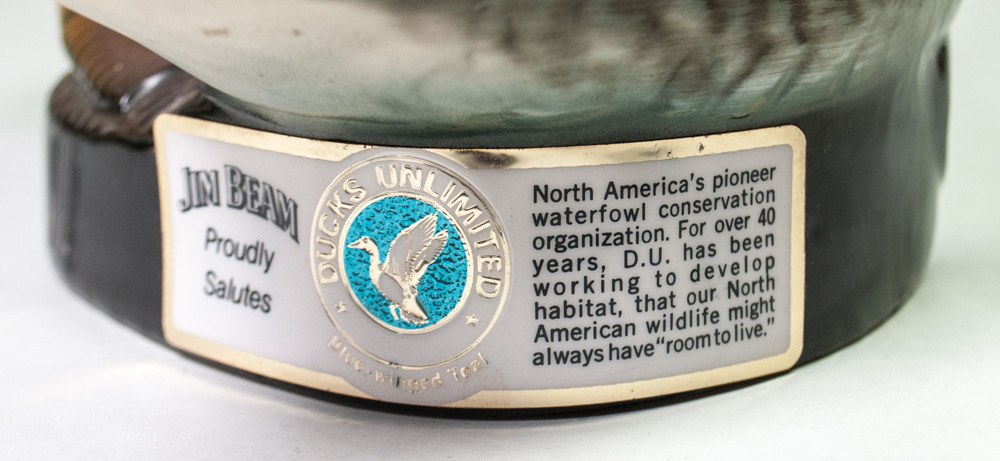 JIM BEAM
Proudly
Salutes
DUCKS UNLIMITED
Blue-winged Teal
North America's pioneer
waterfowl conservation
organization. For over 40
years, D.U. has been
working to develop
habitat, that our North
American wildlife might
always have "room to live."